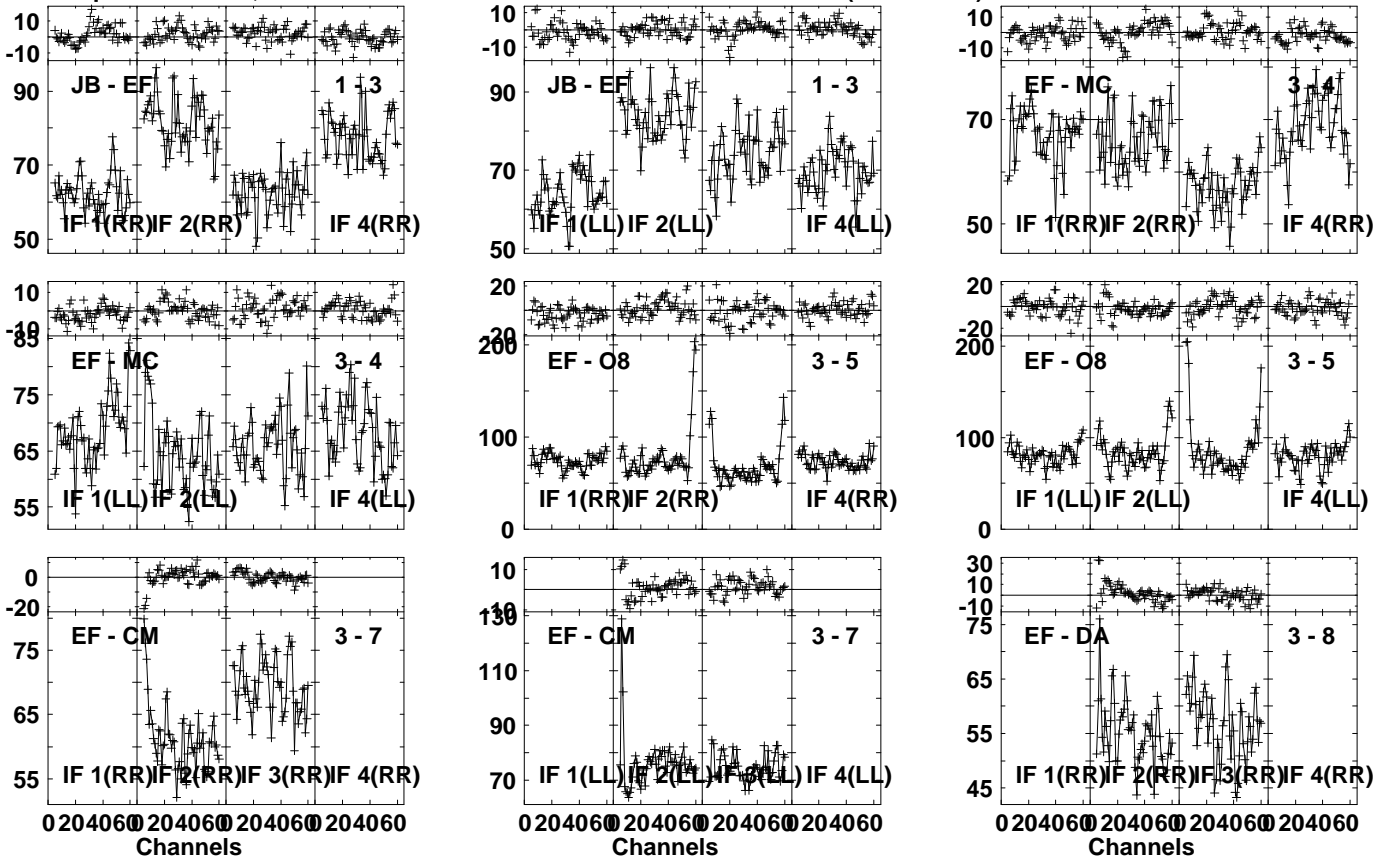 10 10 10
-10 -10 -10
JB - EF 1 - 3 JB - EF 1 - 3 EF - MC 3 - 4
90 90
80 70
70 70
60
50 IF 1(RR) IF 2(RR) IF 4(RR) 50 IF 1(LL) IF 2(LL) IF 4(LL) 50 IF 1(RR) IF 2(RR) IF 4(RR)
10 20 20
-10 -20 -20
85 EF - MC 3 - 4 200 EF - O8 3 - 5 200 EF - O8 3 - 5
75
65 100 100
55 IF 1(LL) IF 2(LL) IF 4(LL) IF 1(RR) IF 2(RR) IF 4(RR) IF 1(LL) IF 2(LL) IF 4(LL)
0 0
0 10 30
10
-20 -10 -10
EF - CM 3 - 7 130 EF - CM 3 - 7 75 EF - DA 3 - 8
75 110 65
65 90 55
55 IF 1(RR) IF 2(RR) IF 3(RR) IF 4(RR) 70 IF 1(LL) IF 2(LL) IF 3(LL) IF 4(LL) 45 IF 1(RR) IF 2(RR) IF 3(RR) IF 4(RR)
0 204060 0 204060 0 204060 0 204060 0 204060 0 204060 0 204060 0 204060 0 204060 0 204060 0 204060 0 204060
Channels Channels Channels